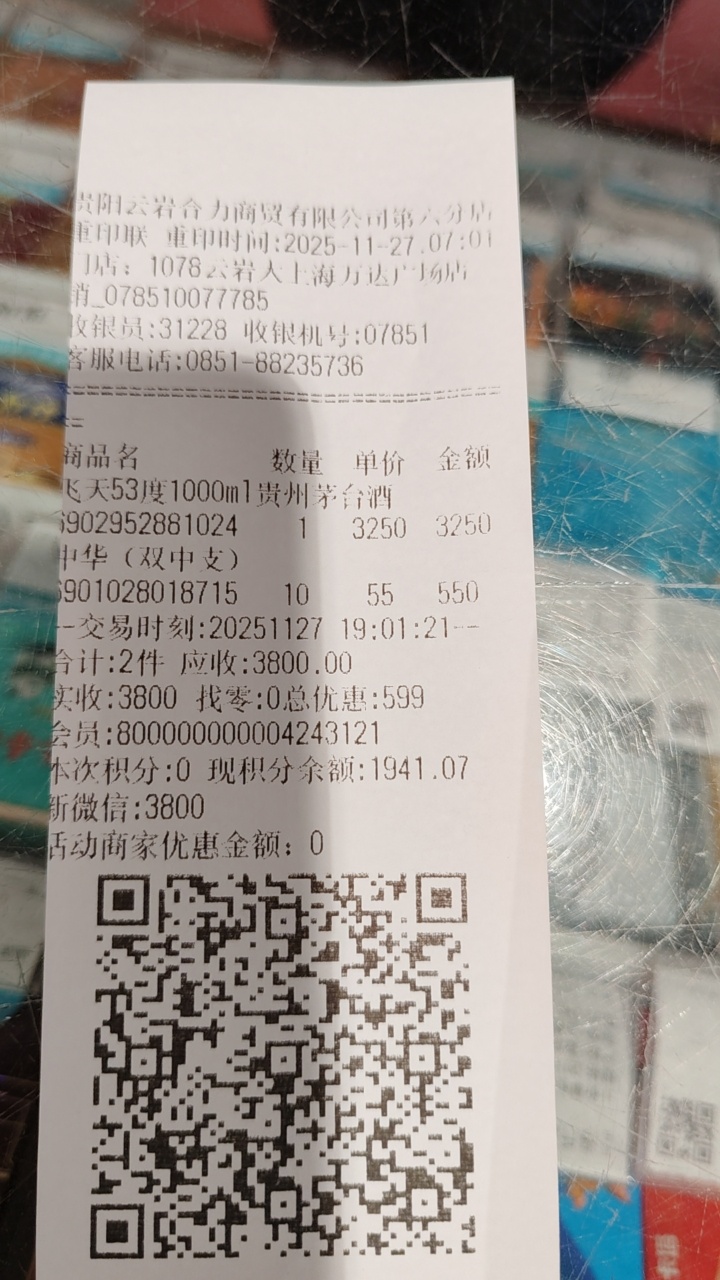 贵阳云岩合力商贸有限公司第六分店
重印联 重印时间:2025-11-27.07:01
门店：1078云岩人上海万达广场店
销_078510077785
收银员:31228 收银机号:07851
客服电话:0851-88235736
==
商品名 数量 单价 金额
飞天53度1000ml贵州茅台酒
6902952881024 1 3250 3250
中华（双中支）
6901028018715 10 55 550
--交易时刻:20251127 19:01:21--
合计:2件 应收:3800.00
实收:3800 找零:0总优惠:599
会员:800000000004243121
本次积分:0 现积分余额:1941.07
新微信:3800
活动商家优惠金额：0